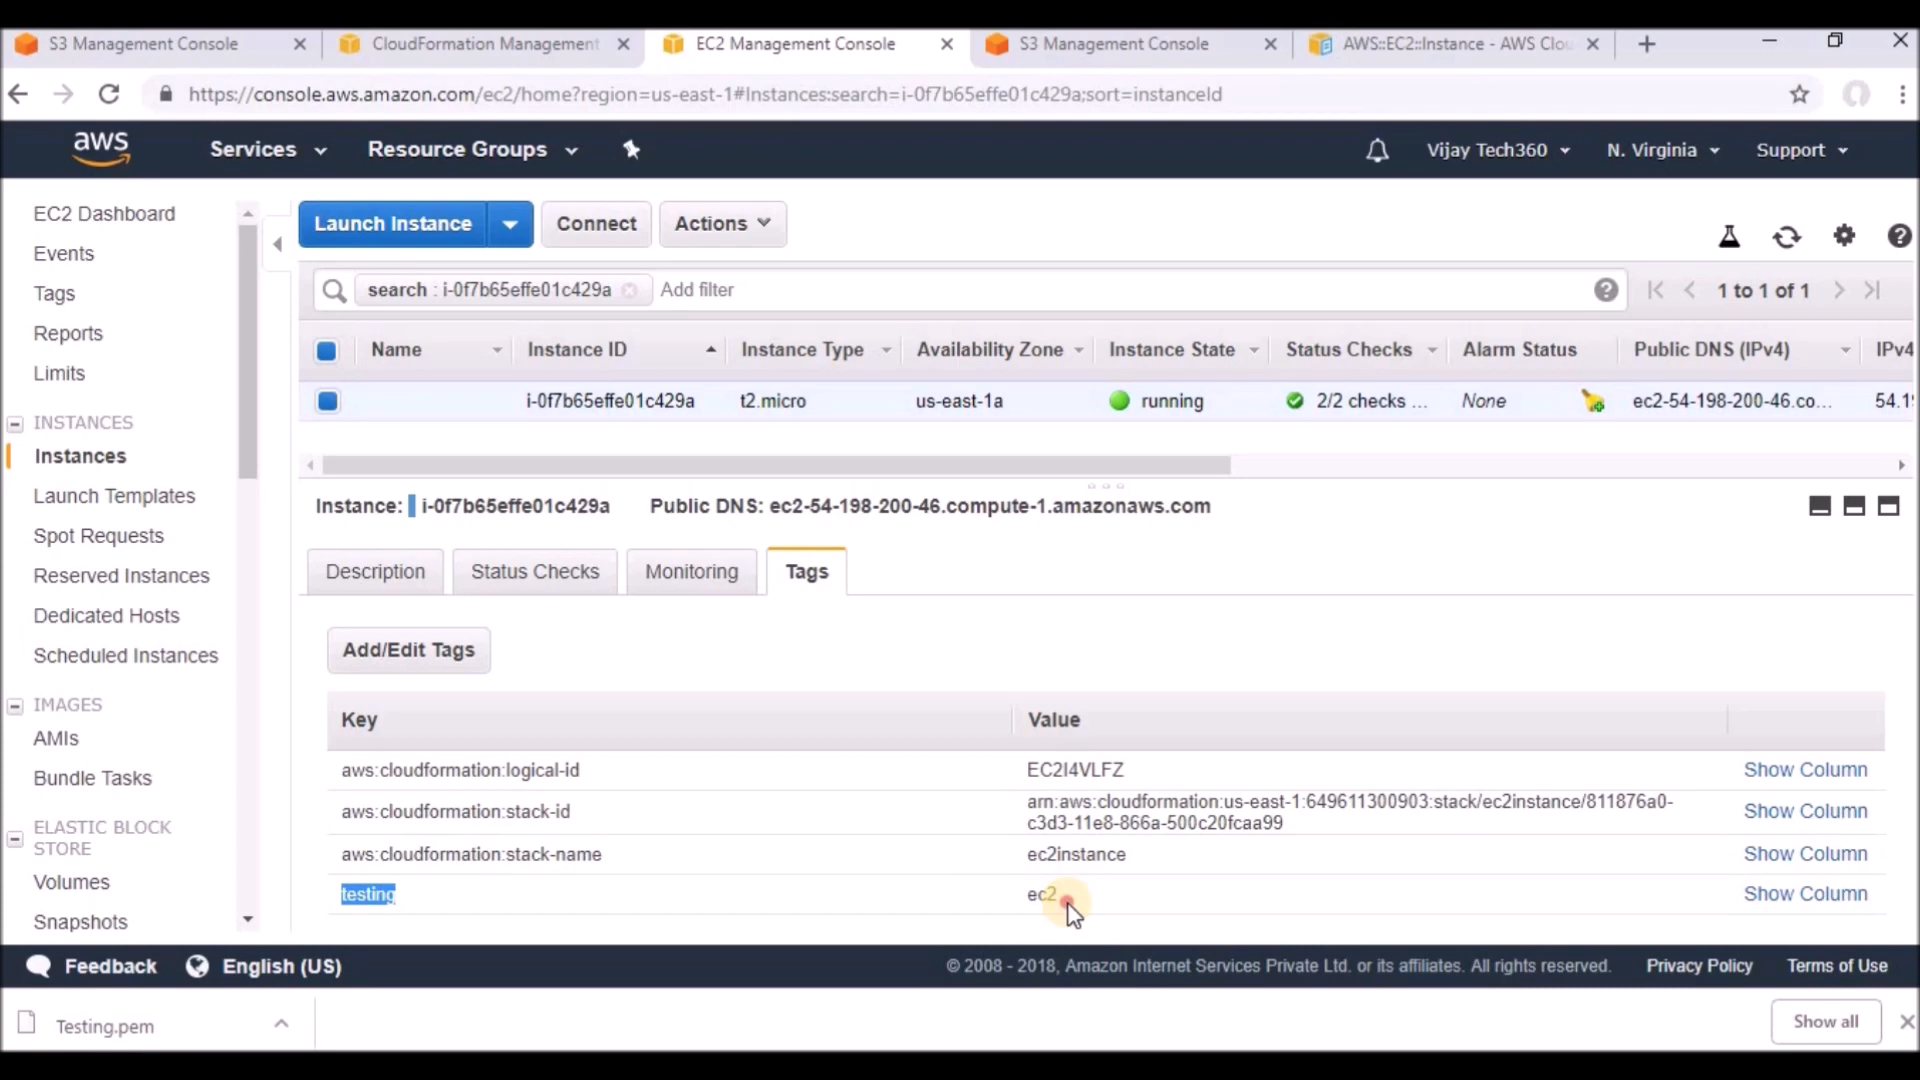 S3 Management Console
CloudFormation Management
EC2 Management Console
S3 Management Console
AWS::EC2::Instance - AWS Clou
https://console.aws.amazon.com/ec2/home?region=us-east-1#Instances:search=i-0f7b65effe01c429a;sort=instanceId
aws
Services
Resource Groups
Vijay Tech360
N. Virginia
Support
EC2 Dashboard
Events
Tags
Reports
Limits
INSTANCES
Instances
Launch Templates
Spot Requests
Reserved Instances
Dedicated Hosts
Scheduled Instances
IMAGES
AMIs
Bundle Tasks
ELASTIC BLOCK
STORE
Volumes
Snapshots
Launch Instance
Connect
Actions
search : i-0f7b65effe01c429a
Add filter
1 to 1 of 1
Name Instance ID Instance Type Availability Zone Instance State Status Checks Alarm Status Public DNS (IPv4) IPv4
i-0f7b65effe01c429a t2.micro us-east-1a running 2/2 checks ... None ec2-54-198-200-46.co... 54.19
Instance: i-0f7b65effe01c429a Public DNS: ec2-54-198-200-46.compute-1.amazonaws.com
Description Status Checks Monitoring Tags
Add/Edit Tags
Key Value
aws:cloudformation:logical-id EC2I4VLFZ Show Column
aws:cloudformation:stack-id arn:aws:cloudformation:us-east-1:649611300903:stack/ec2instance/811876a0-
c3d3-11e8-866a-500c20fcaa99 Show Column
aws:cloudformation:stack-name ec2instance Show Column
testing ec2 Show Column
Feedback English (US) © 2008 - 2018, Amazon Internet Services Private Ltd. or its affiliates. All rights reserved. Privacy Policy Terms of Use
Testing.pem Show all